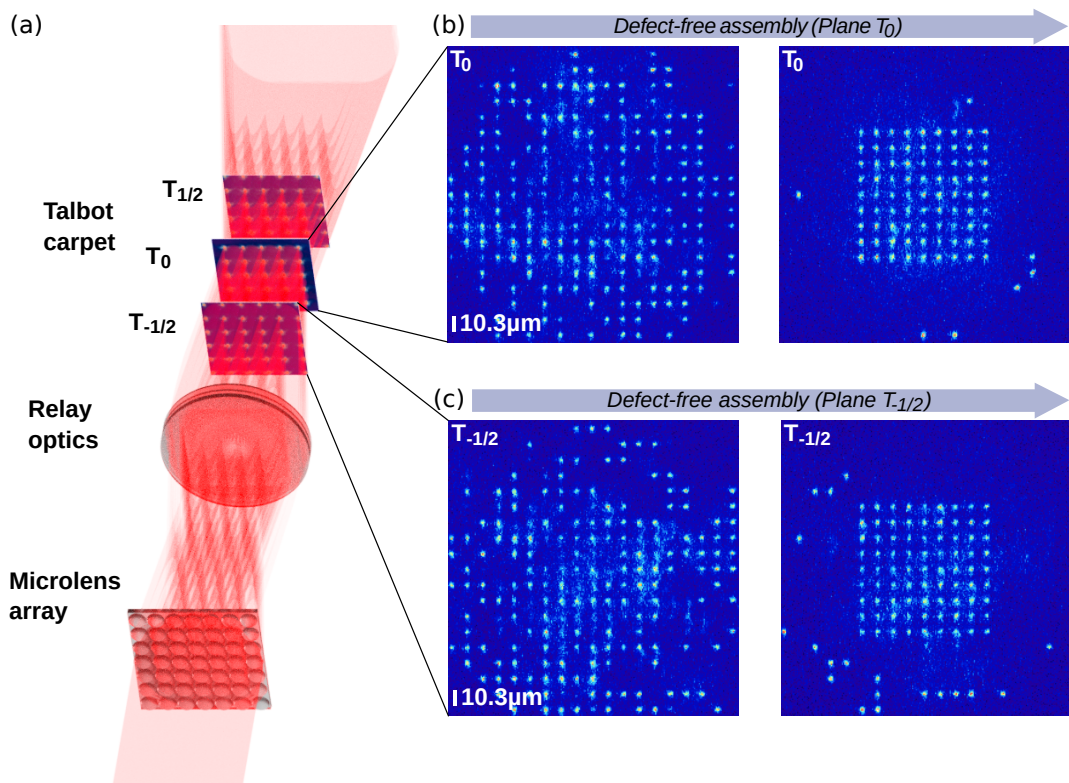 (a)
T1/2
Talbot
carpet
T0
T-1/2
Relay
optics
Microlens
array
(b)
Defect-free assembly (Plane T0)
T0
10.3µm
T0
(c)
Defect-free assembly (Plane T-1/2)
T-1/2
10.3µm
T-1/2